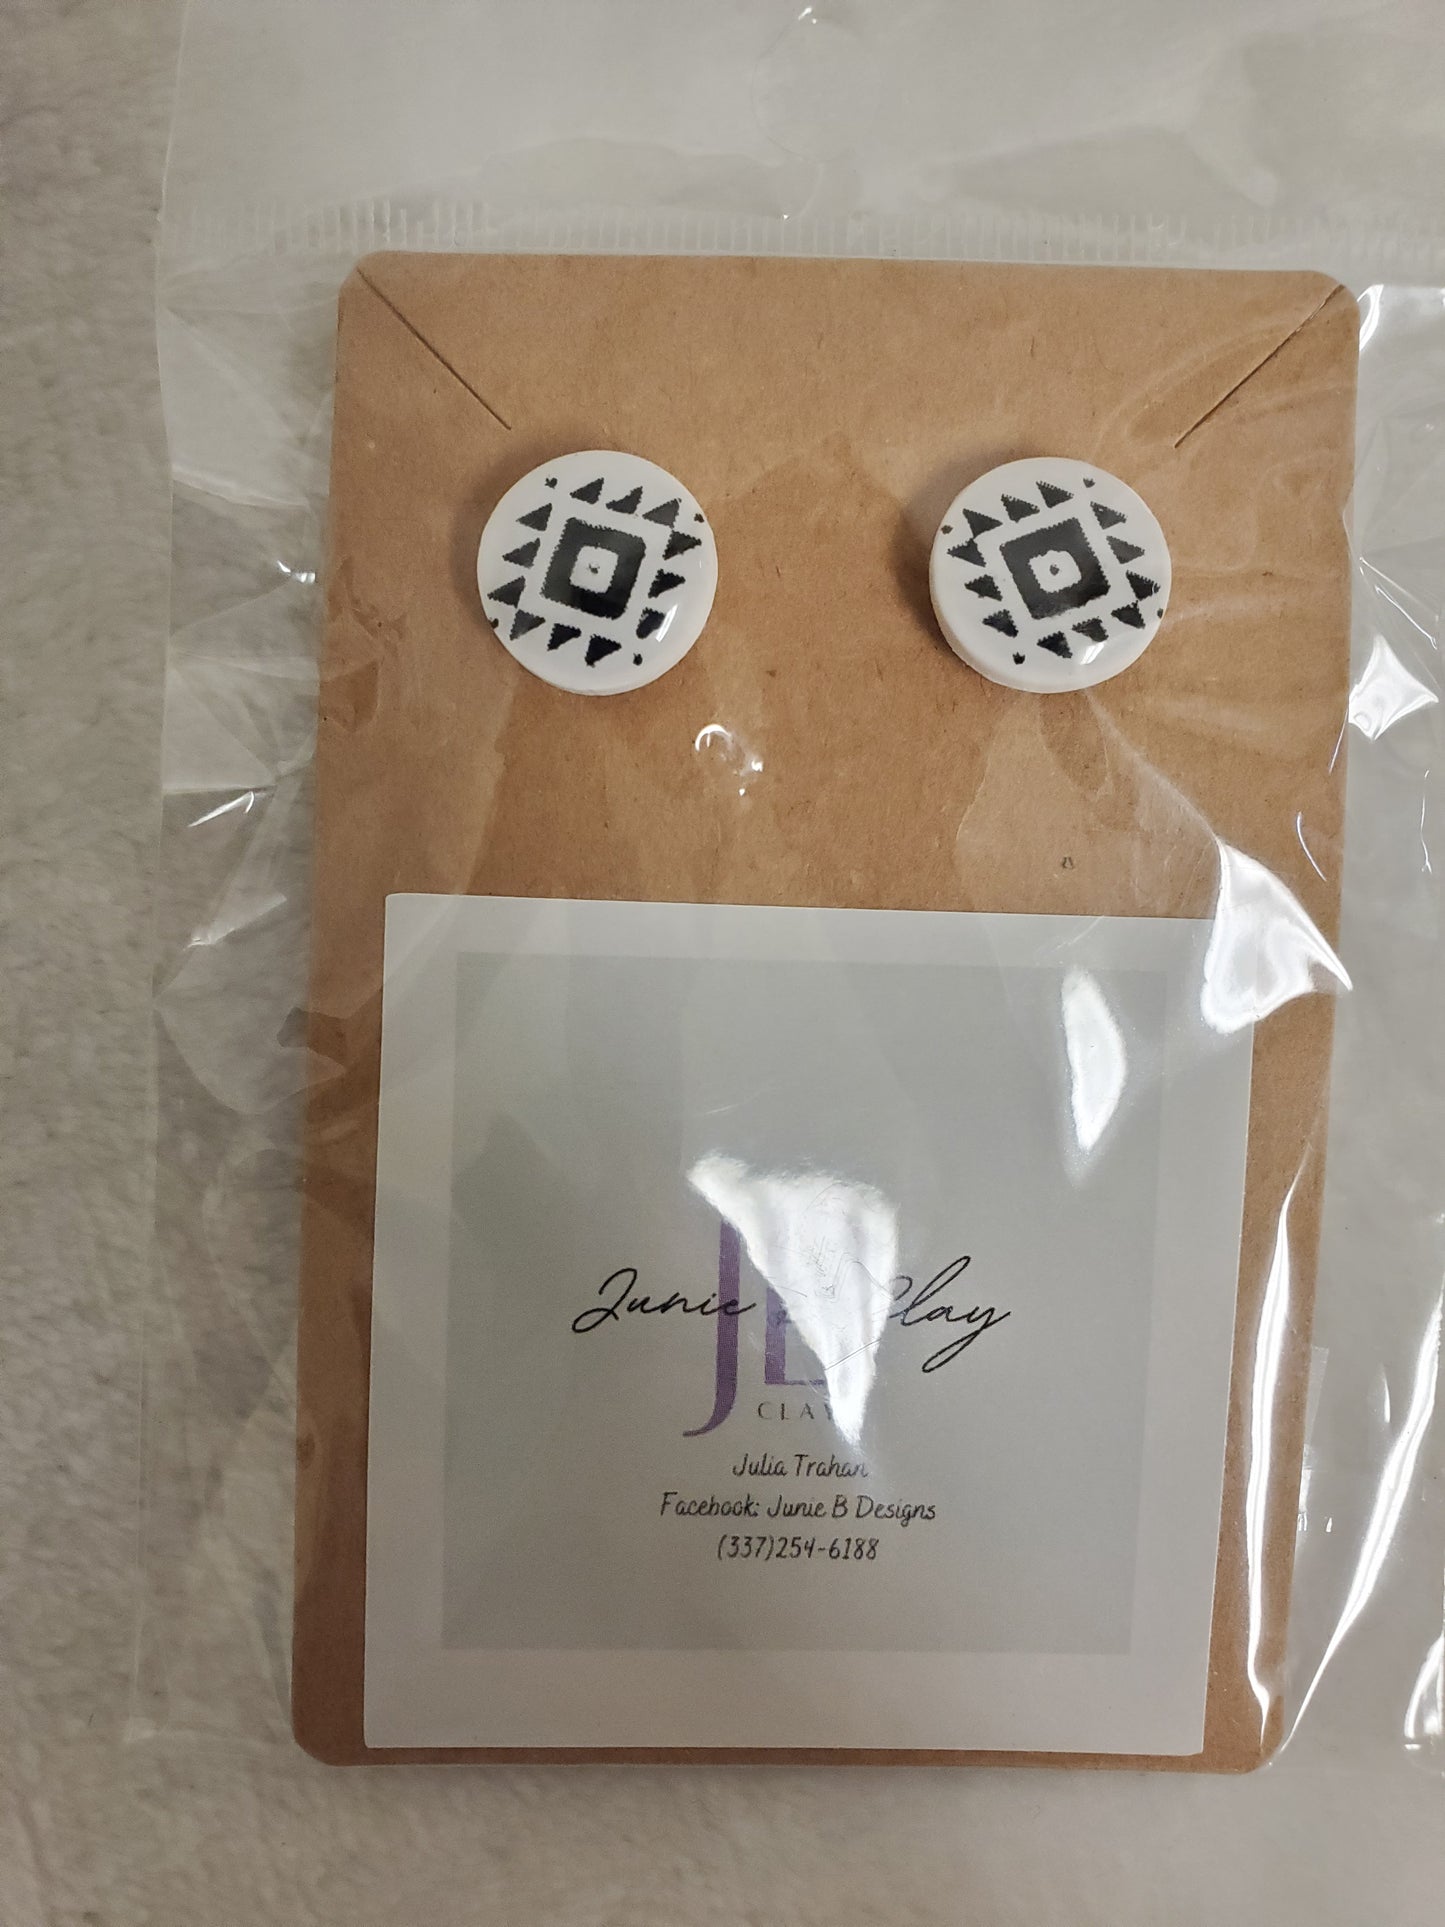 Junie Clay
J
CLAY
Julia Trahan
Facebook: Junie B Designs
(337)254-6188